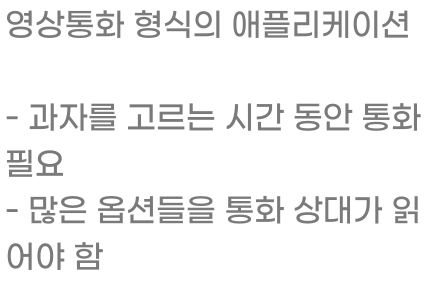 영상통화 형식의 애플리케이션
- 과자를 고르는 시간 동안 통화
필요
- 많은 옵션들을 통화 상대가 읽
어야 함